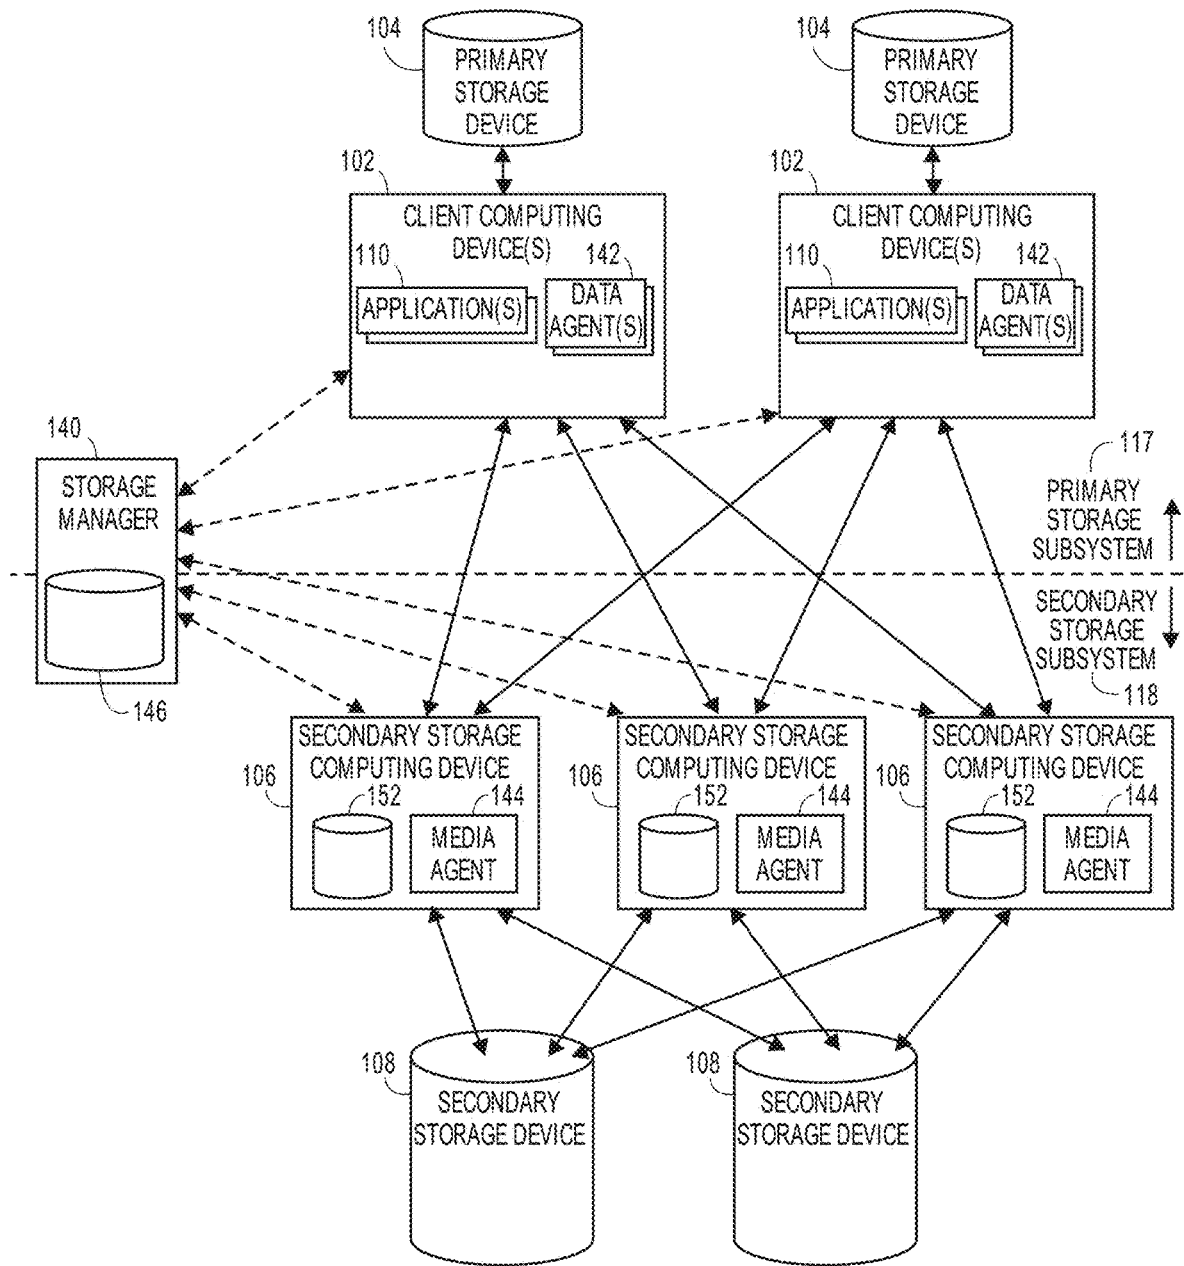 104
PRIMARY
STORAGE
DEVICE
104
PRIMARY
STORAGE
DEVICE
102
CLIENT COMPUTING
DEVICE(S)
110
APPLICATION(S)
142
DATA
AGENT(S)
102
CLIENT COMPUTING
DEVICE(S)
110
APPLICATION(S)
142
DATA
AGENT(S)
140
STORAGE
MANAGER
146
117
PRIMARY
STORAGE
SUBSYSTEM
SECONDARY
STORAGE
SUBSYSTEM
118
SECONDARY STORAGE
COMPUTING DEVICE
106
152
144
MEDIA
AGENT
SECONDARY STORAGE
COMPUTING DEVICE
106
152
144
MEDIA
AGENT
SECONDARY STORAGE
COMPUTING DEVICE
106
152
144
MEDIA
AGENT
108
SECONDARY
STORAGE DEVICE
108
SECONDARY
STORAGE DEVICE